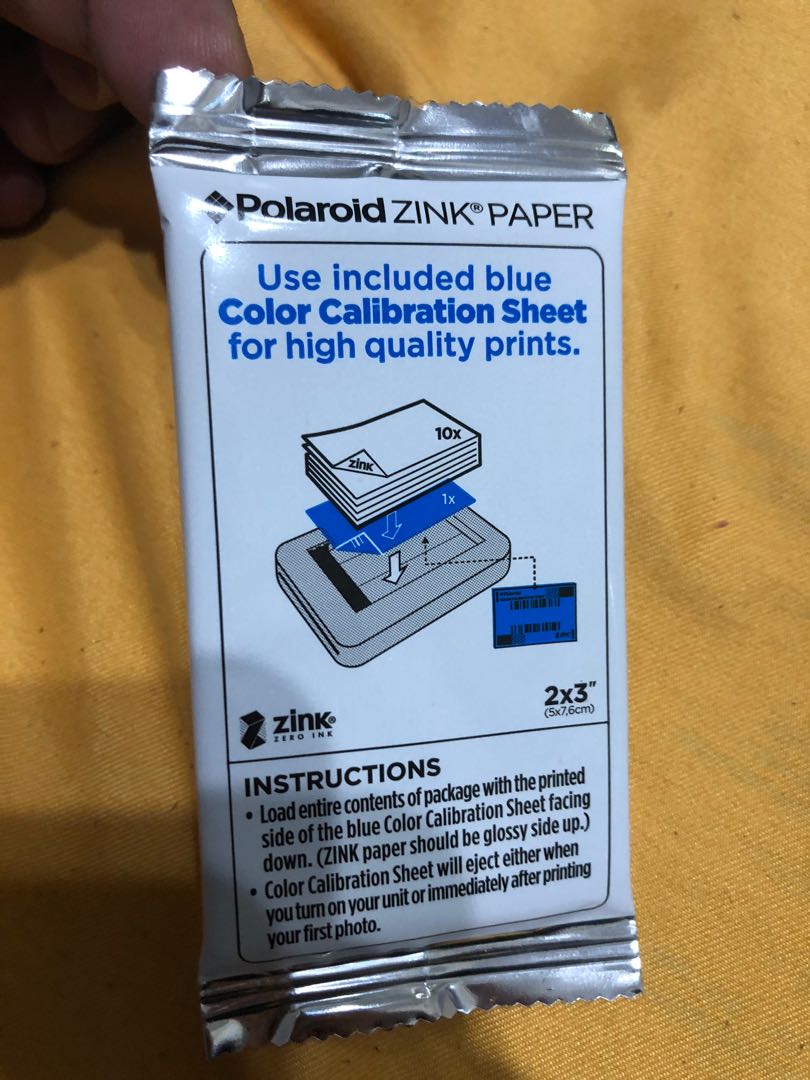 Polaroid ZINK® PAPER
Use included blue
Color Calibration Sheet
for high quality prints.
10x
zink
1x
2x3"
(5x7,6cm)
zink®
ZERO INK
INSTRUCTIONS
• Load entire contents of package with the printed
side of the blue Color Calibration Sheet facing
down. (ZINK paper should be glossy side up.)
• Color Calibration Sheet will eject either when
you turn on your unit or immediately after printing
your first photo.